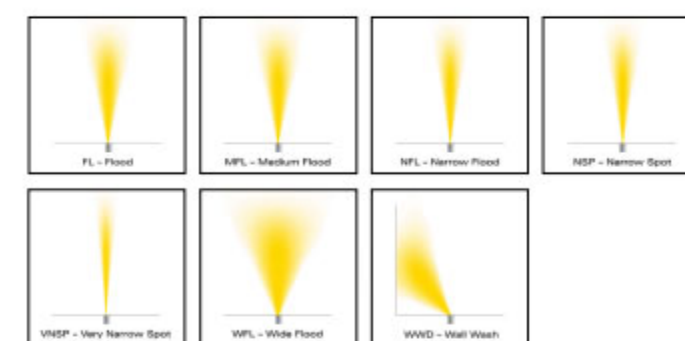 FL - Flood
MFL - Medium Flood
NFL - Narrow Flood
NSP - Narrow Spot
VNSP - Very Narrow Spot
WFL - Wide Flood
WWD - Wall Wash